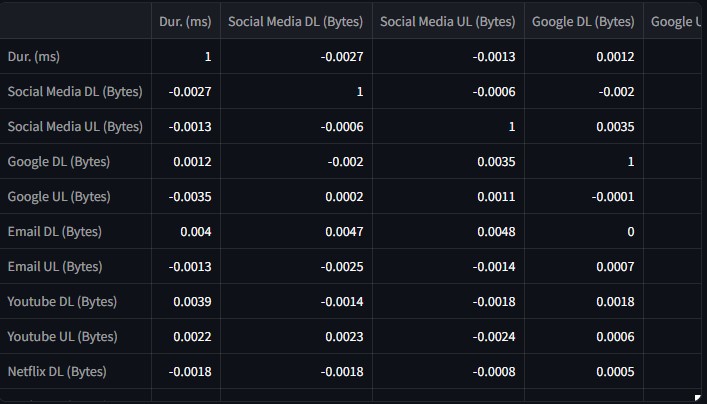 Dur. (ms) Social Media DL (Bytes) Social Media UL (Bytes) Google DL (Bytes) Google U
Dur. (ms) 1 -0.0027 -0.0013 0.0012
Social Media DL (Bytes) -0.0027 1 -0.0006 -0.002
Social Media UL (Bytes) -0.0013 -0.0006 1 0.0035
Google DL (Bytes) 0.0012 -0.002 0.0035 1
Google UL (Bytes) -0.0035 0.0002 0.0011 -0.0001
Email DL (Bytes) 0.004 0.0047 0.0048 0
Email UL (Bytes) -0.0013 -0.0025 -0.0014 0.0007
Youtube DL (Bytes) 0.0039 -0.0014 -0.0018 0.0018
Youtube UL (Bytes) 0.0022 0.0023 -0.0024 0.0006
Netflix DL (Bytes) -0.0018 -0.0018 -0.0008 0.0005